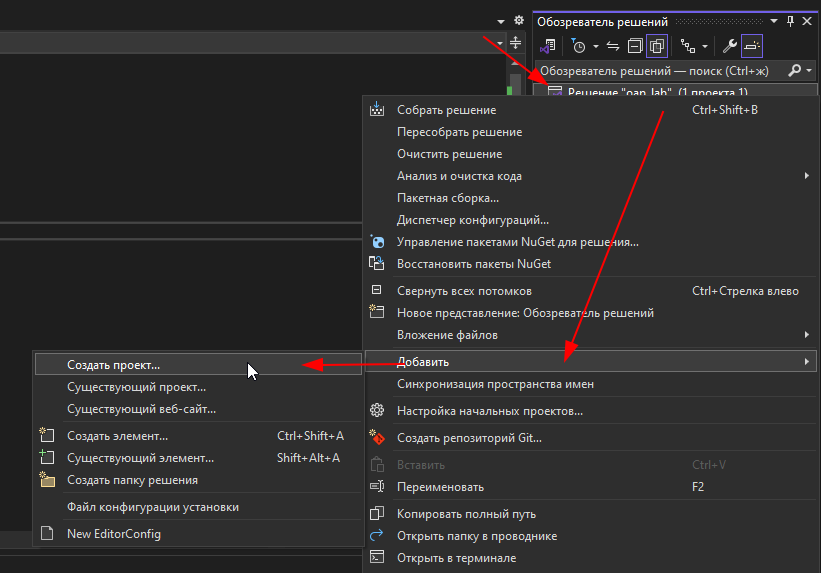 Обозреватель решений
Обозреватель решений — поиск (Ctrl+ж)
Решение "oap_lab" (1 проекта 1)
Собрать решение Ctrl+Shift+B
Пересобрать решение
Очистить решение
Анализ и очистка кода
Пакетная сборка...
Диспетчер конфигураций...
Управление пакетами NuGet для решения...
Восстановить пакеты NuGet
Свернуть всех потомков Ctrl+Стрелка влево
Новое представление: Обозреватель решений
Вложение файлов
Добавить
Синхронизация пространства имен
Настройка начальных проектов...
Создать репозиторий Git...
Вставить Ctrl+V
Переименовать F2
Копировать полный путь
Открыть папку в проводнике
Открыть в терминале
Создать проект...
Существующий проект...
Существующий веб-сайт...
Создать элемент... Ctrl+Shift+A
Существующий элемент... Shift+Alt+A
Создать папку решения
Файл конфигурации установки
New EditorConfig